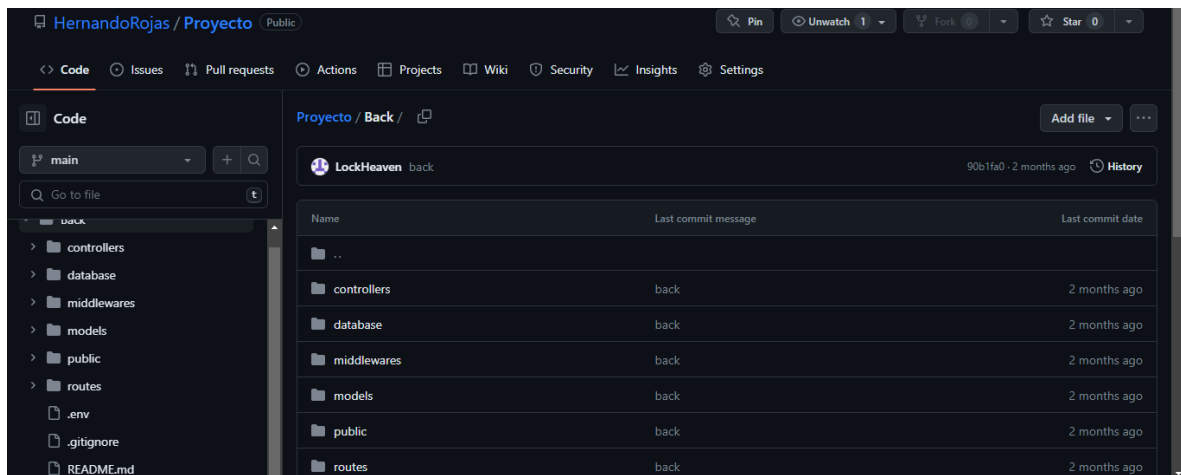 HernandoRojas / Proyecto Public
Pin Unwatch 1 Fork 0 Star 0
Code Issues Pull requests Actions Projects Wiki Security Insights Settings
Code
main
Go to file t
back
controllers
database
middlewares
models
public
routes
.env
.gitignore
README.md
Proyecto / Back /
Add file
LockHeaven back 90b1fa0 · 2 months ago History
Name Last commit message Last commit date
..
controllers back 2 months ago
database back 2 months ago
middlewares back 2 months ago
models back 2 months ago
public back 2 months ago
routes back 2 months ago